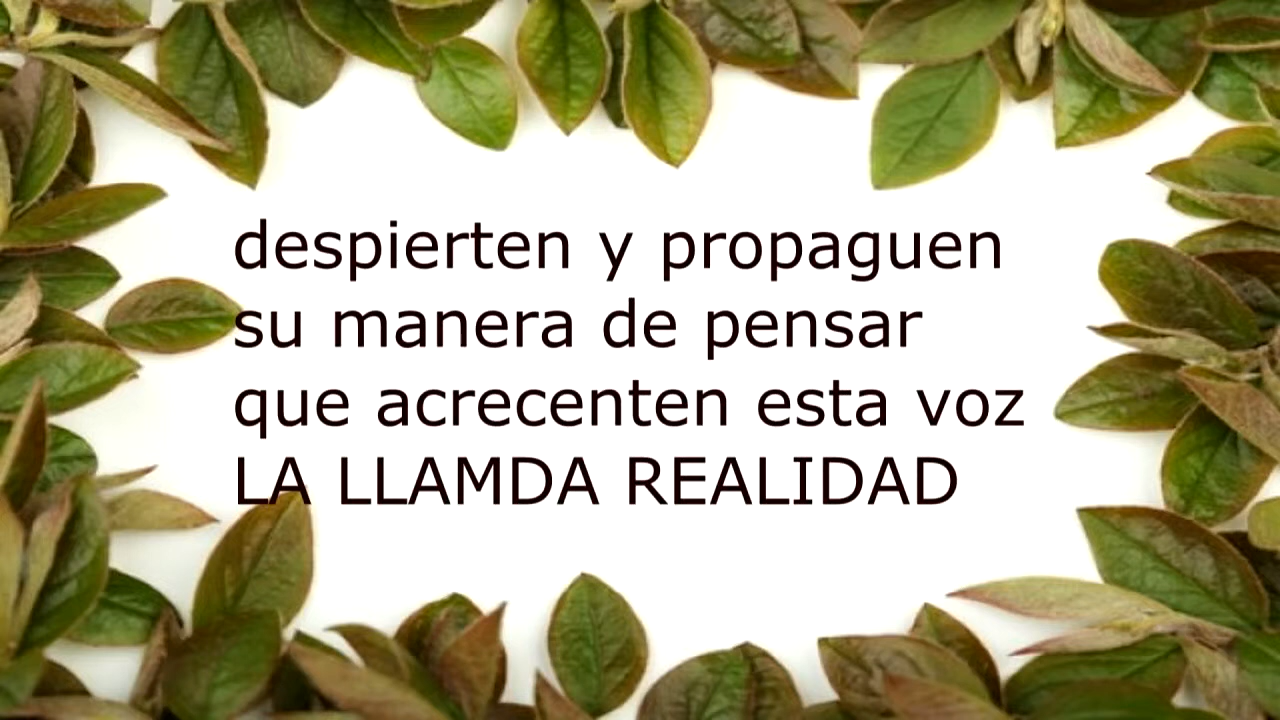 despierten y propaguen
su manera de pensar
que acrecenten esta voz
LA LLAMDA REALIDAD